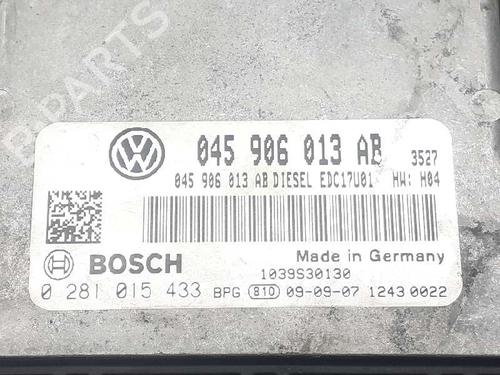 B-PARTS
VW
045 906 013 AB 3527
045 906 013 AB DIESEL EDC17U01 HW: H04
BOSCH Made in Germany
1039S30130
0 281 015 433 BPG 810 09-09-07 1243 0022